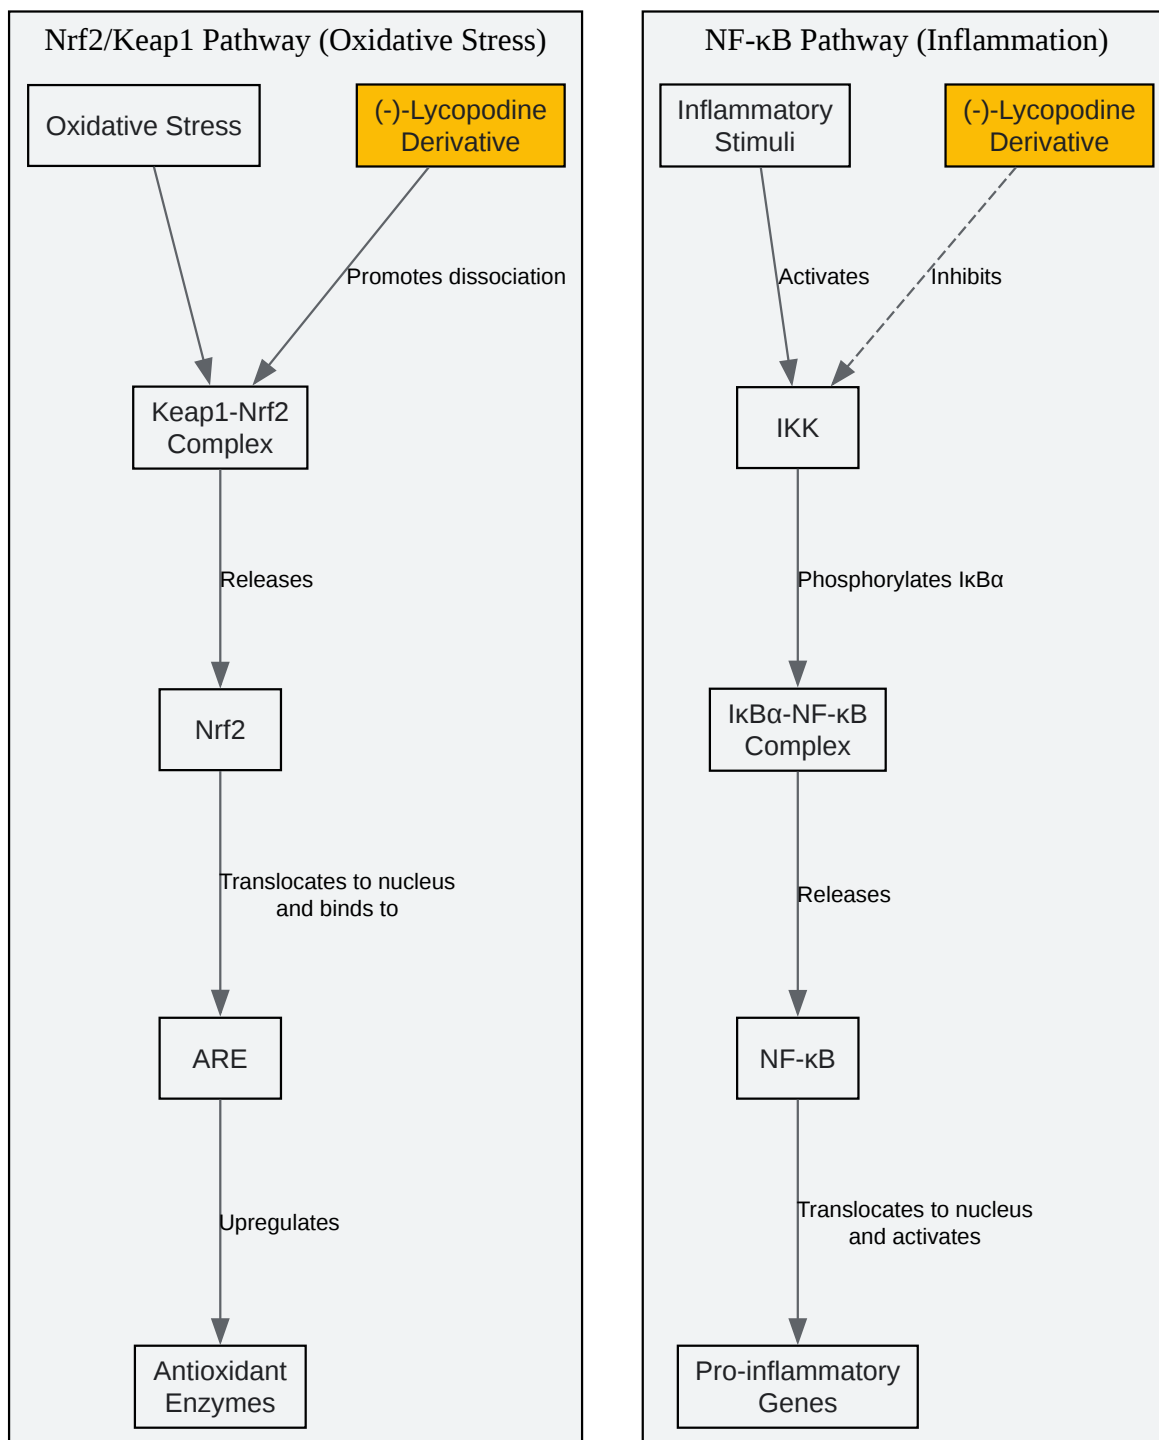 Nrf2/Keap1 Pathway (Oxidative Stress)
Oxidative Stress
(-)-Lycopodine
Derivative
Promotes dissociation
Keap1-Nrf2
Complex
Releases
Nrf2
Translocates to nucleus
and binds to
ARE
Upregulates
Antioxidant
Enzymes
NF-κB Pathway (Inflammation)
Inflammatory
Stimuli
(-)-Lycopodine
Derivative
Activates
Inhibits
IKK
Phosphorylates IκBα
IκBα-NF-κB
Complex
Releases
NF-κB
Translocates to nucleus
and activates
Pro-inflammatory
Genes